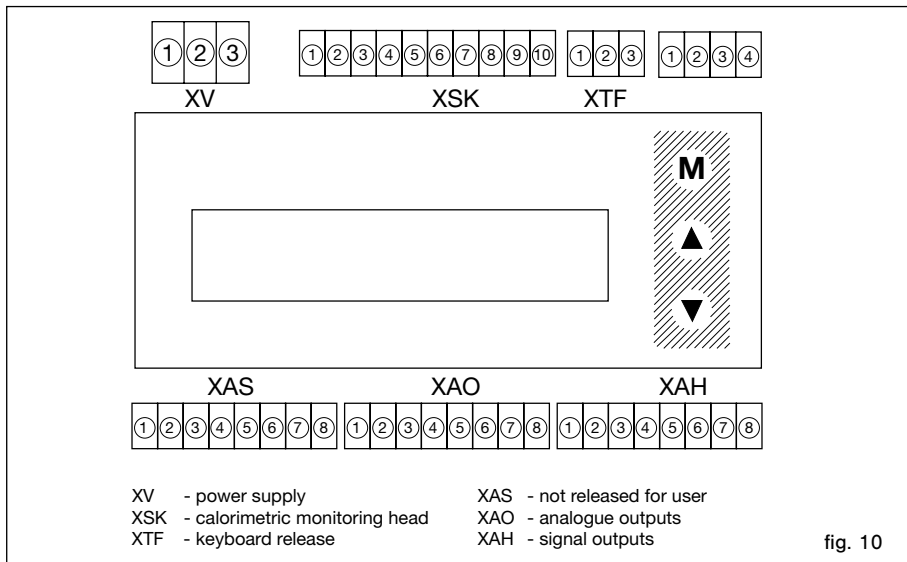 ① ② ③ ① ② ③ ④ ⑤ ⑥ ⑦ ⑧ ⑨ ⑩ ① ② ③ ① ② ③ ④
XV XSK XTF
M
▲
▼
XAS XAO XAH
① ② ③ ④ ⑤ ⑥ ⑦ ⑧ ① ② ③ ④ ⑤ ⑥ ⑦ ⑧ ① ② ③ ④ ⑤ ⑥ ⑦ ⑧
XV - power supply
XSK - calorimetric monitoring head
XTF - keyboard release
XAS - not released for user
XAO - analogue outputs
XAH - signal outputs
fig. 10